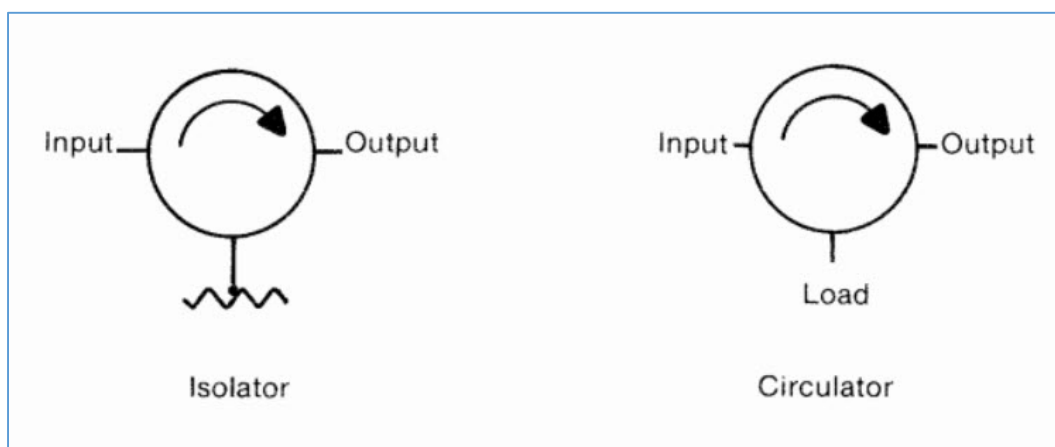 Input
Output
Isolator
Input
Output
Load
Circulator